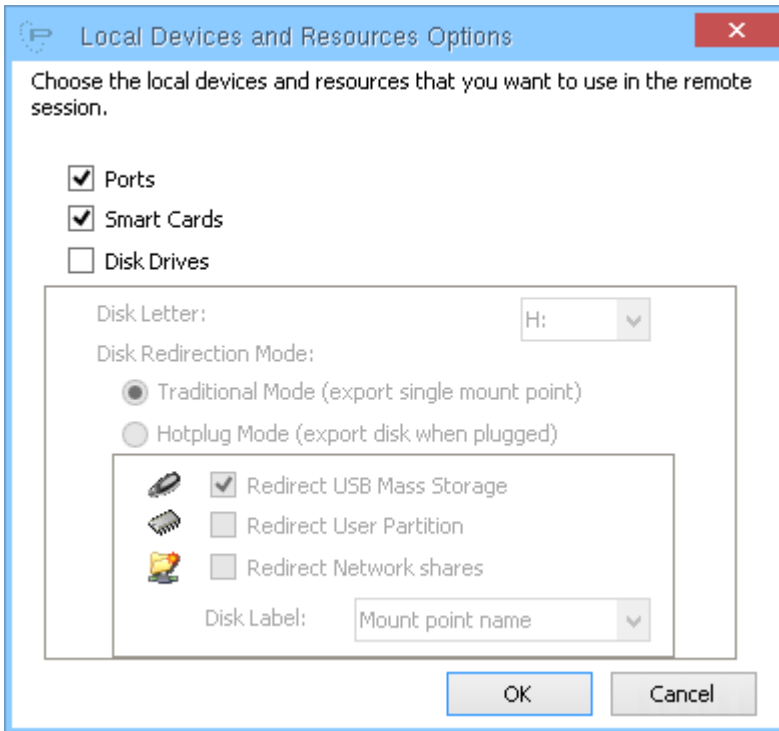 Local Devices and Resources Options
Choose the local devices and resources that you want to use in the remote
session.
Ports
Smart Cards
Disk Drives
Disk Letter: H:
Disk Redirection Mode:
Traditional Mode (export single mount point)
Hotplug Mode (export disk when plugged)
Redirect USB Mass Storage
Redirect User Partition
Redirect Network shares
Disk Label: Mount point name
OK Cancel